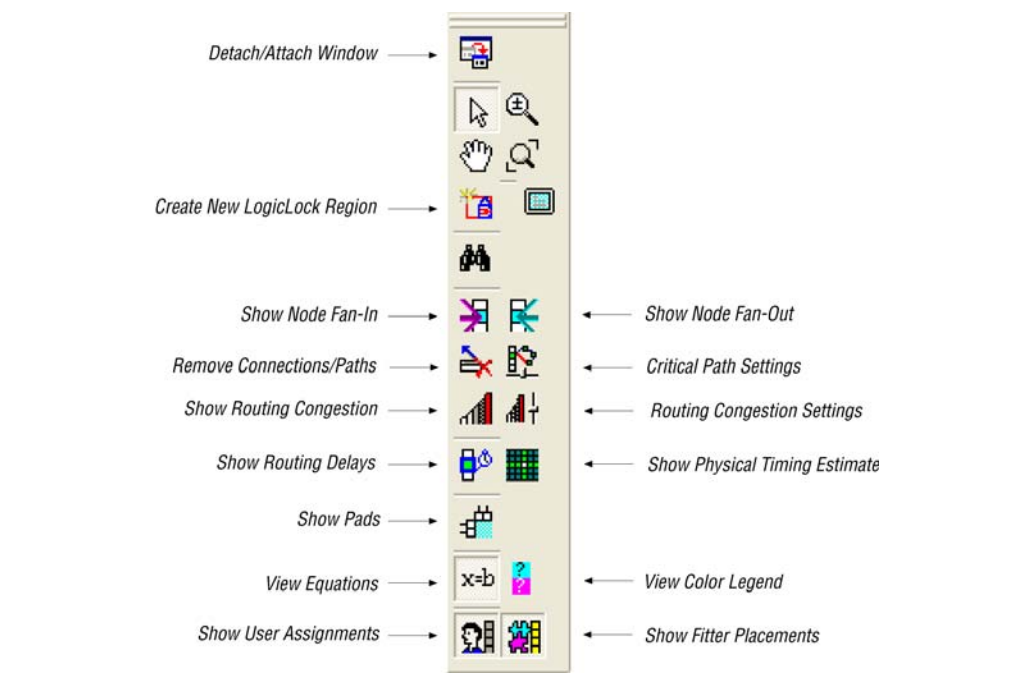 Detach/Attach Window
Create New LogicLock Region
Show Node Fan-In
Show Node Fan-Out
Remove Connections/Paths
Critical Path Settings
Show Routing Congestion
Routing Congestion Settings
Show Routing Delays
Show Physical Timing Estimate
Show Pads
View Equations
x=b
?
?
View Color Legend
Show User Assignments
Show Fitter Placements